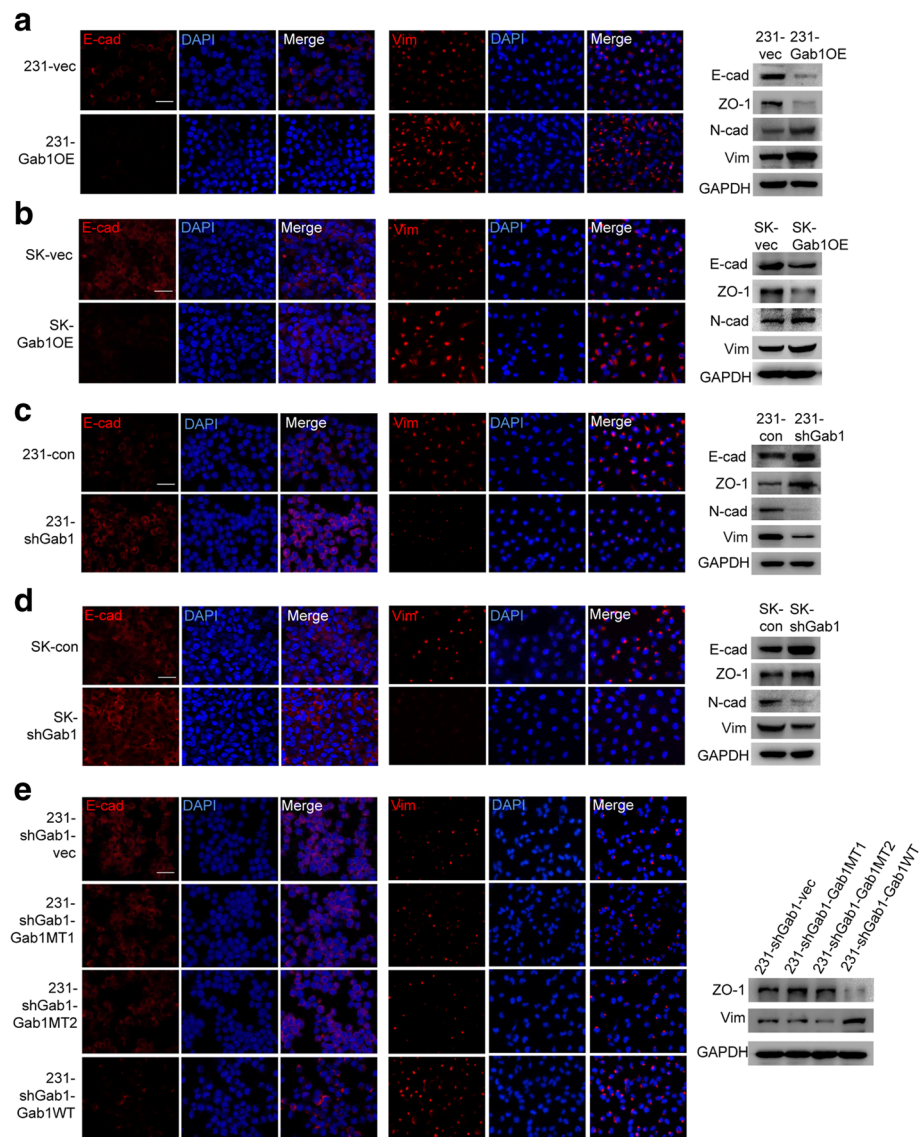 a
E-cad DAPI Merge Vim DAPI Merge
231-vec
231-
Gab1OE
231- 231-
vec Gab1OE
E-cad
ZO-1
N-cad
Vim
GAPDH
b
E-cad DAPI Merge Vim DAPI Merge
SK-vec
SK-
Gab1OE
SK- SK-
vec Gab1OE
E-cad
ZO-1
N-cad
Vim
GAPDH
c
E-cad DAPI Merge Vim DAPI Merge
231-con
231-
shGab1
231- 231-
con shGab1
E-cad
ZO-1
N-cad
Vim
GAPDH
d
E-cad DAPI Merge Vim DAPI Merge
SK-con
SK-
shGab1
SK- SK-
con shGab1
E-cad
ZO-1
N-cad
Vim
GAPDH
e
E-cad DAPI Merge Vim DAPI Merge
231-
shGab1-
vec
231-
shGab1-
Gab1MT1
231-
shGab1-
Gab1MT2
231-
shGab1-
Gab1WT
231-shGab1-vec
231-shGab1-Gab1MT1
231-shGab1-Gab1MT2
231-shGab1-Gab1WT
ZO-1
Vim
GAPDH